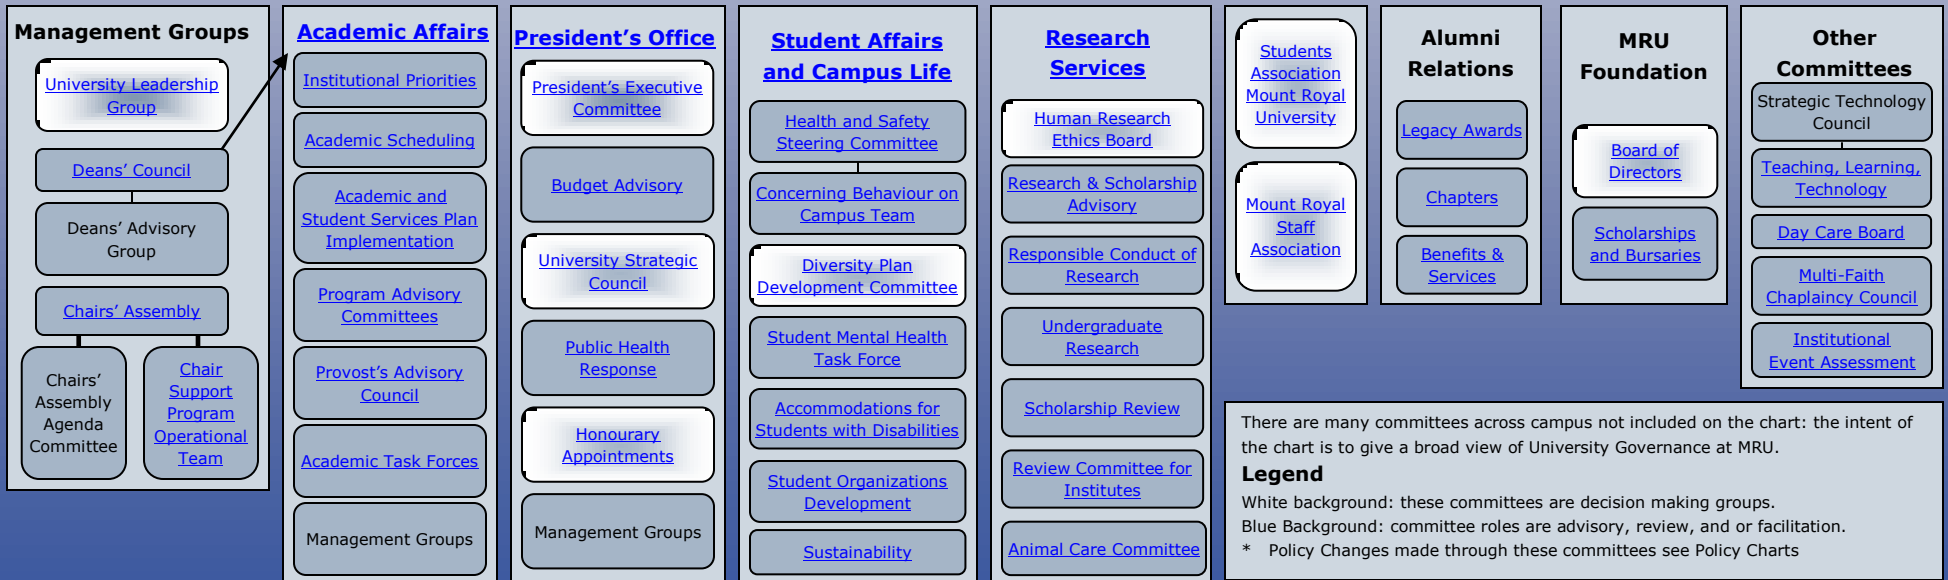 Management Groups
University Leadership
Group
Deans’ Council
Deans’ Advisory
Group
Chairs’ Assembly
Chairs’
Assembly
Agenda
Committee
Chair
Support
Program
Operational
Team
Academic Affairs
Institutional Priorities
Academic Scheduling
Academic and
Student Services Plan
Implementation
Program Advisory
Committees
Provost’s Advisory
Council
Academic Task Forces
Management Groups
President’s Office
President’s Executive
Committee
Budget Advisory
University Strategic
Council
Public Health
Response
Honourary
Appointments
Management Groups
Student Affairs
and Campus Life
Health and Safety
Steering Committee
Concerning Behaviour on
Campus Team
Diversity Plan
Development Committee
Student Mental Health
Task Force
Accommodations for
Students with Disabilities
Student Organizations
Development
Sustainability
Research
Services
Human Research
Ethics Board
Research & Scholarship
Advisory
Responsible Conduct of
Research
Undergraduate
Research
Scholarship Review
Review Committee for
Institutes
Animal Care Committee
Students
Association
Mount Royal
University
Mount Royal
Staff
Association
Alumni
Relations
Legacy Awards
Chapters
Benefits &
Services
MRU
Foundation
Board of
Directors
Scholarships
and Bursaries
Other
Committees
Strategic Technology
Council
Teaching, Learning,
Technology
Day Care Board
Multi-Faith
Chaplaincy Council
Institutional
Event Assessment
There are many committees across campus not included on the chart: the intent of
the chart is to give a broad view of University Governance at MRU.
Legend
White background: these committees are decision making groups.
Blue Background: committee roles are advisory, review, and or facilitation.
* Policy Changes made through these committees see Policy Charts